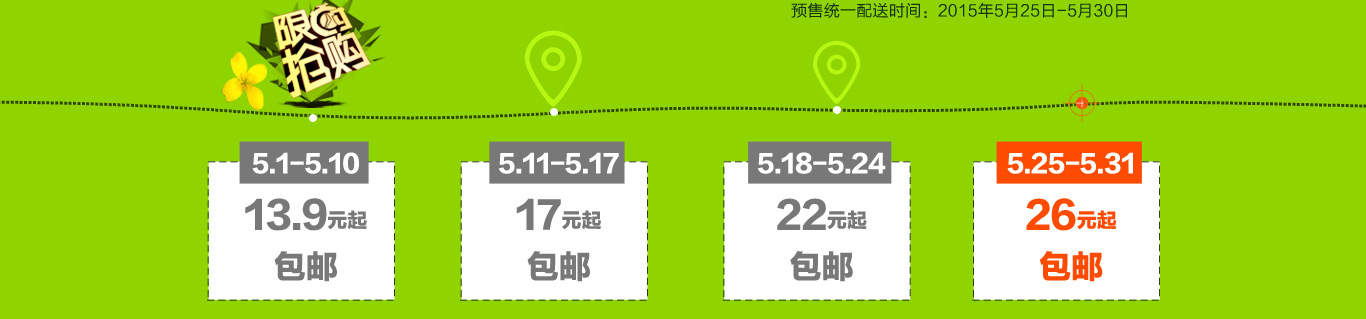 预售统一配送时间：2015年5月25日-5月30日
限时
抢购
5.1-5.10
13.9元起
包邮
5.11-5.17
17元起
包邮
5.18-5.24
22元起
包邮
5.25-5.31
26元起
包邮